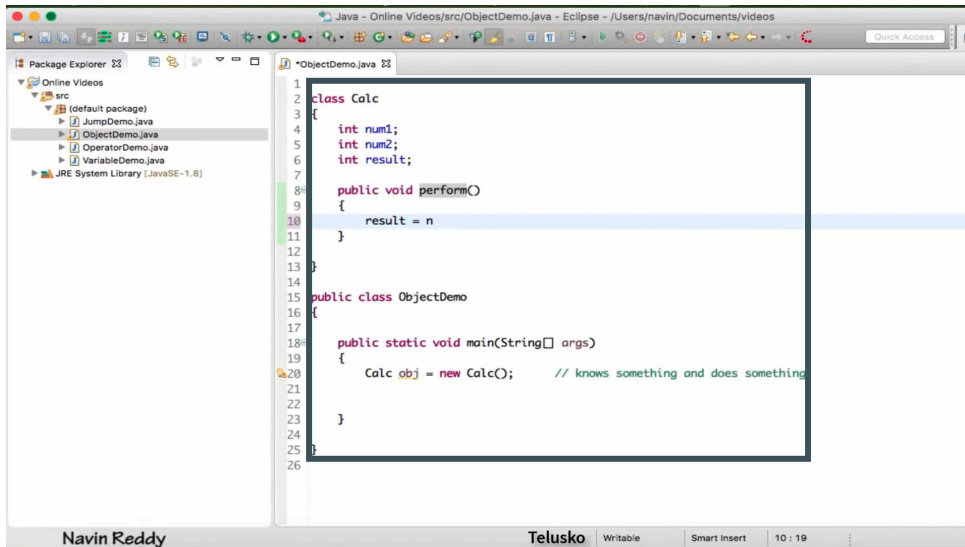 Java - Online Videos/src/ObjectDemo.java - Eclipse - /Users/navin/Documents/videos
Quick Access
Package Explorer
*ObjectDemo.java
Online Videos
src
(default package)
JumpDemo.java
ObjectDemo.java
OperatorDemo.java
VariableDemo.java
JRE System Library [JavaSE-1.8]
1
2 class Calc
3 {
4 int num1;
5 int num2;
6 int result;
7
8 public void perform()
9 {
10 result = n
11 }
12
13 }
14
15 public class ObjectDemo
16 {
17
18 public static void main(String[] args)
19 {
20 Calc obj = new Calc(); // knows something and does something
21
22
23 }
24
25 }
26
Navin Reddy
Telusko
Writable
Smart Insert
10 : 19